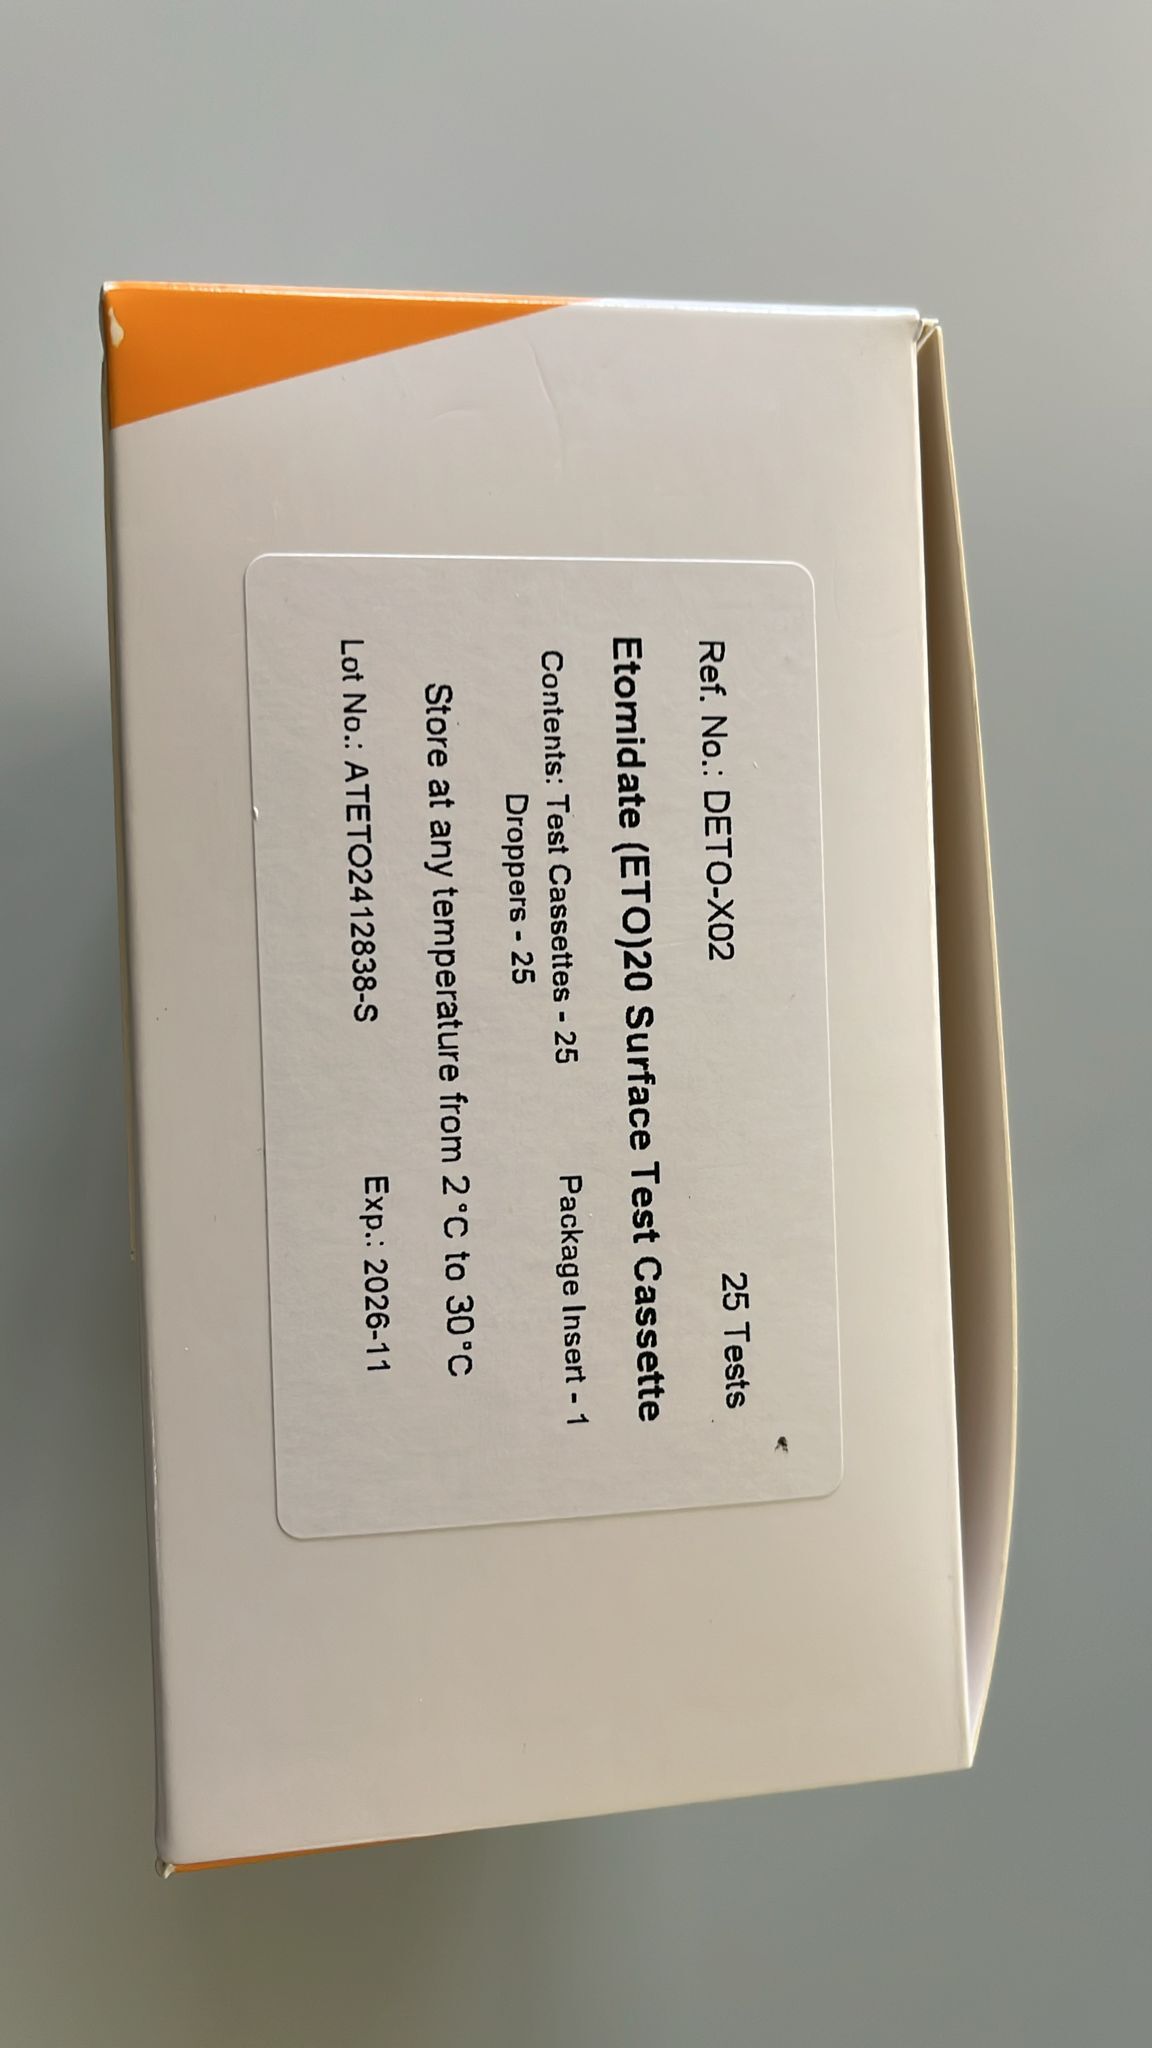 Ref. No.: DETO-X02 25 Tests
Etomidate (ETO)20 Surface Test Cassette
Contents: Test Cassettes - 25 Package Insert - 1
Droppers - 25
Store at any temperature from 2°C to 30°C
Lot No.: ATETO2412838-S Exp.: 2026-11